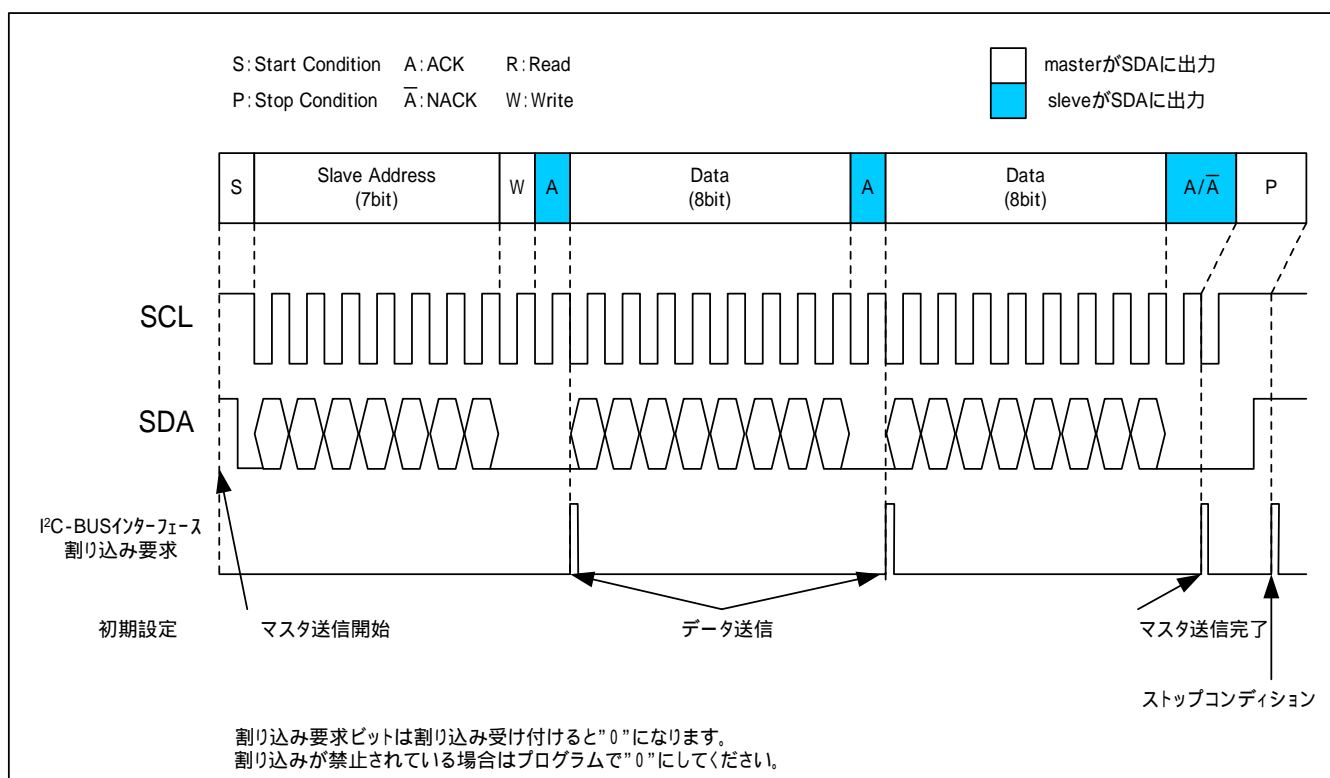 S:Start Condition A:ACK R:Read
P:Stop Condition A̅:NACK W:Write
masterがSDAに出力
sleveがSDAに出力
S
Slave Address
(7bit)
W
A
Data
(8bit)
A
Data
(8bit)
A/A̅
P
SCL
SDA
I²C-BUSインターフェース
割り込み要求
初期設定
マスタ送信開始
データ送信
マスタ送信完了
ストップコンディション
割り込み要求ビットは割り込み受け付けると"0"になります。
割り込みが禁止されている場合はプログラムで"0"にしてください。